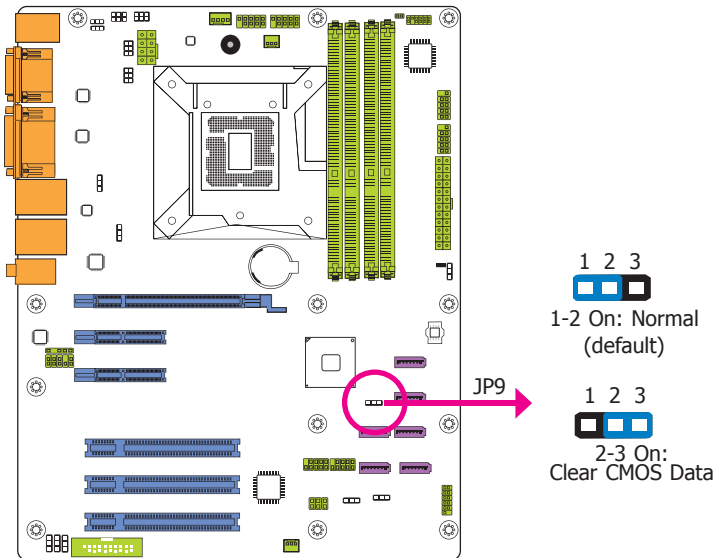 JP9
1 2 3
1-2 On: Normal
(default)
1 2 3
2-3 On:
Clear CMOS Data